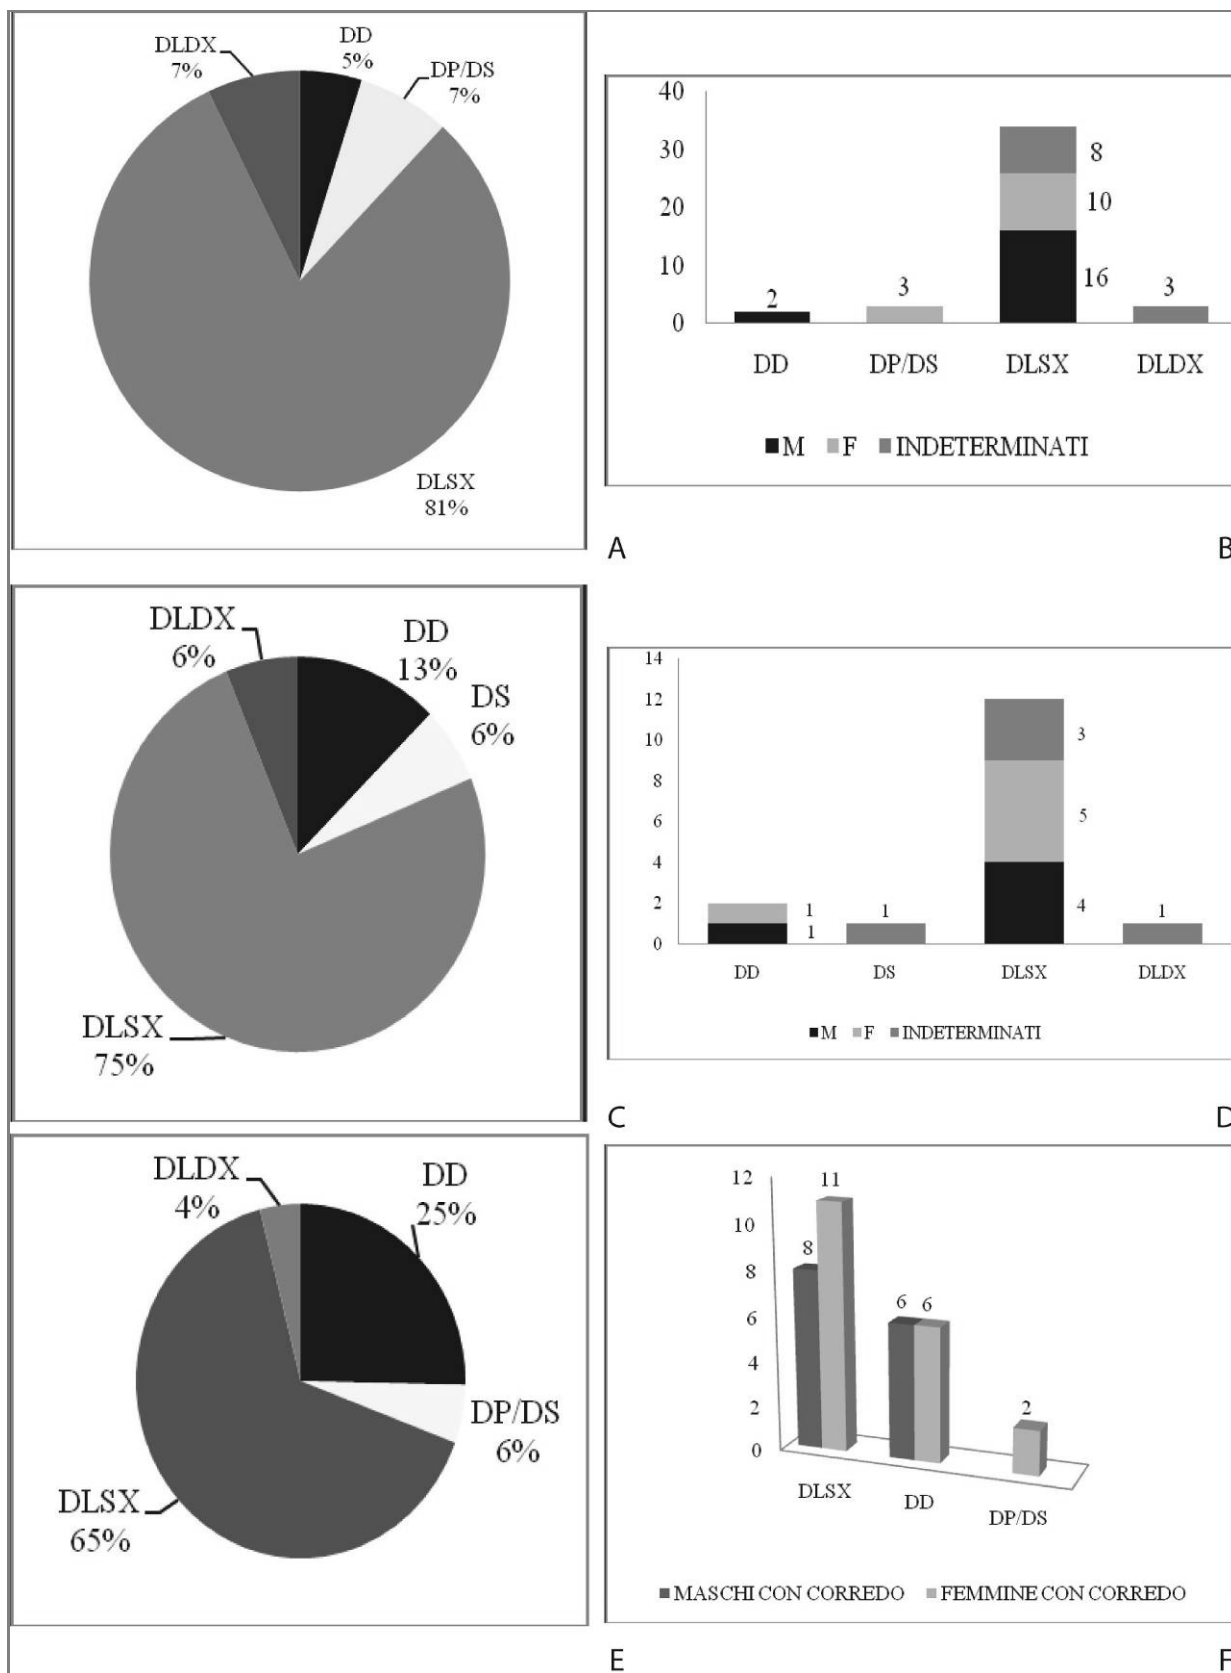 DLDX
7%
DD
5%
DP/DS
7%
DLSX
81%
A
40
30
20
10
0
2
3
8
10
16
3
DD DP/DS DLSX DLDX
M F INDETERMINATI
B
DLDX
6%
DD
13%
DS
6%
DLSX
75%
C
14
12
10
8
6
4
2
0
1
1
1
3
5
4
1
DD DS DLSX DLDX
M F INDETERMINATI
D
DLDX
4%
DD
25%
DP/DS
6%
DLSX
65%
E
12
10
8
6
4
2
0
8
11
6
6
2
DLSX
DD
DP/DS
MASCHI CON CORREDO FEMMINE CON CORREDO
F